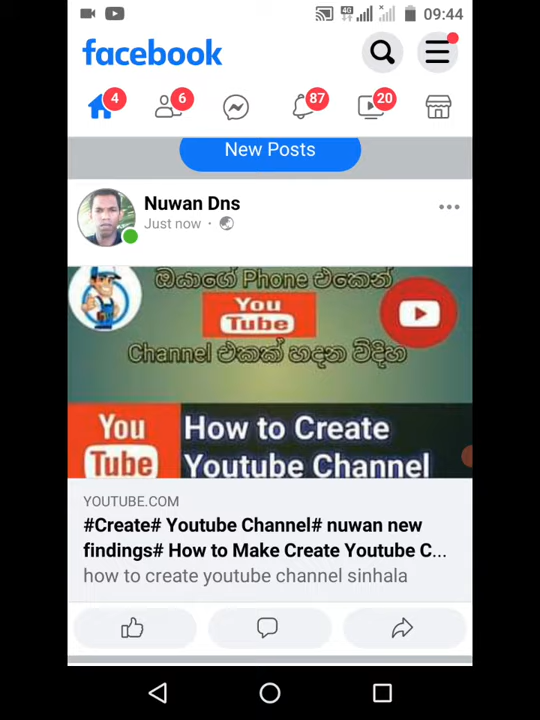 4G
09:44
facebook
4
6
87
20
New Posts
Nuwan Dns
Just now ·
ඔයාගේ Phone එකෙන්
You
Tube
Channel එකක් හදන විදිහ
You
Tube
How to Create
Youtube Channel
YOUTUBE.COM
#Create# Youtube Channel# nuwan new
findings# How to Make Create Youtube C...
how to create youtube channel sinhala